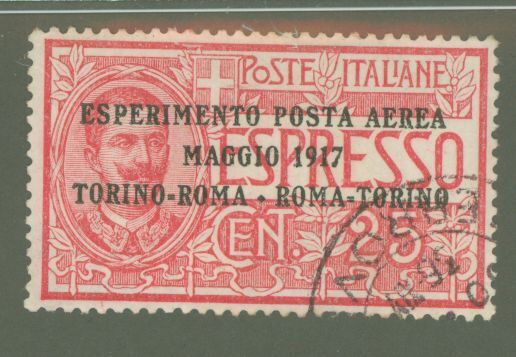 POSTE ITALIANE
ESPERIMENTO POSTA AEREA
ESPRESSO
MAGGIO 1917
TORINO-ROMA · ROMA-TORINO
CENT. 25